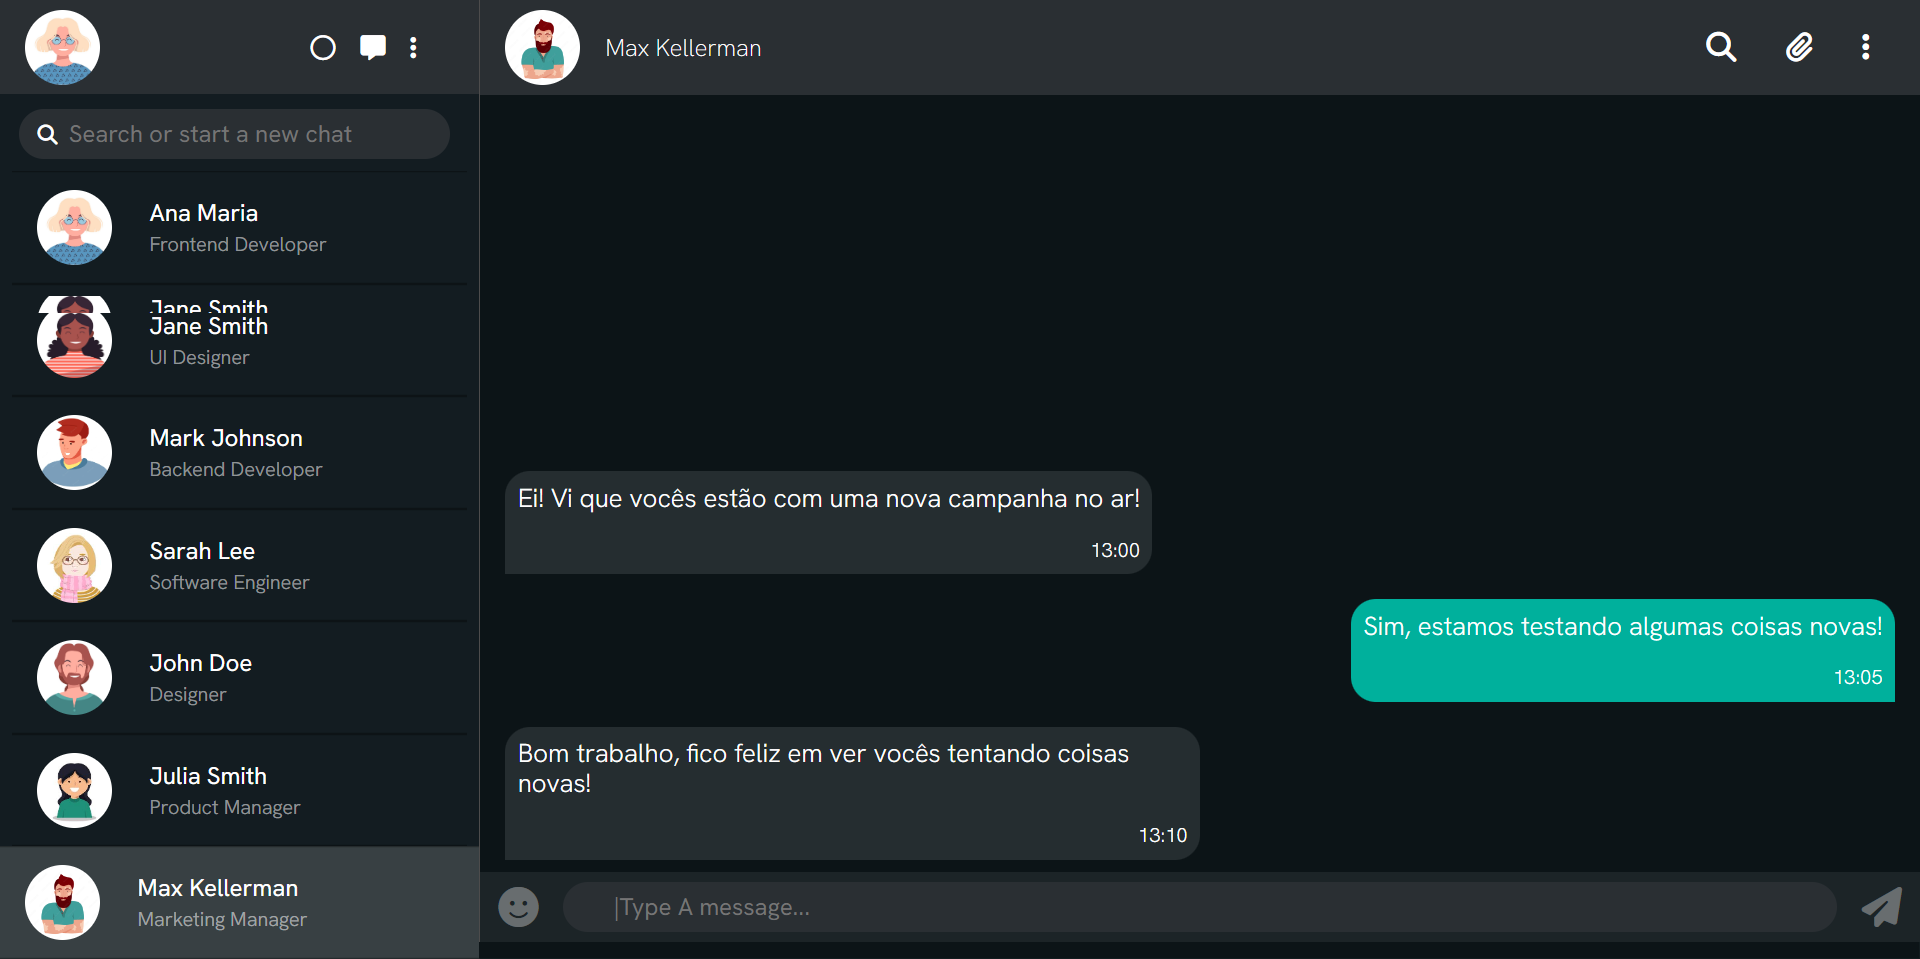 Max Kellerman
Search or start a new chat
Ana Maria
Frontend Developer
Jane Smith
Jane Smith
UI Designer
Mark Johnson
Backend Developer
Sarah Lee
Software Engineer
John Doe
Designer
Julia Smith
Product Manager
Max Kellerman
Marketing Manager
Ei! Vi que vocês estão com uma nova campanha no ar!
13:00
Sim, estamos testando algumas coisas novas!
13:05
Bom trabalho, fico feliz em ver vocês tentando coisas
novas!
13:10
Type A message...